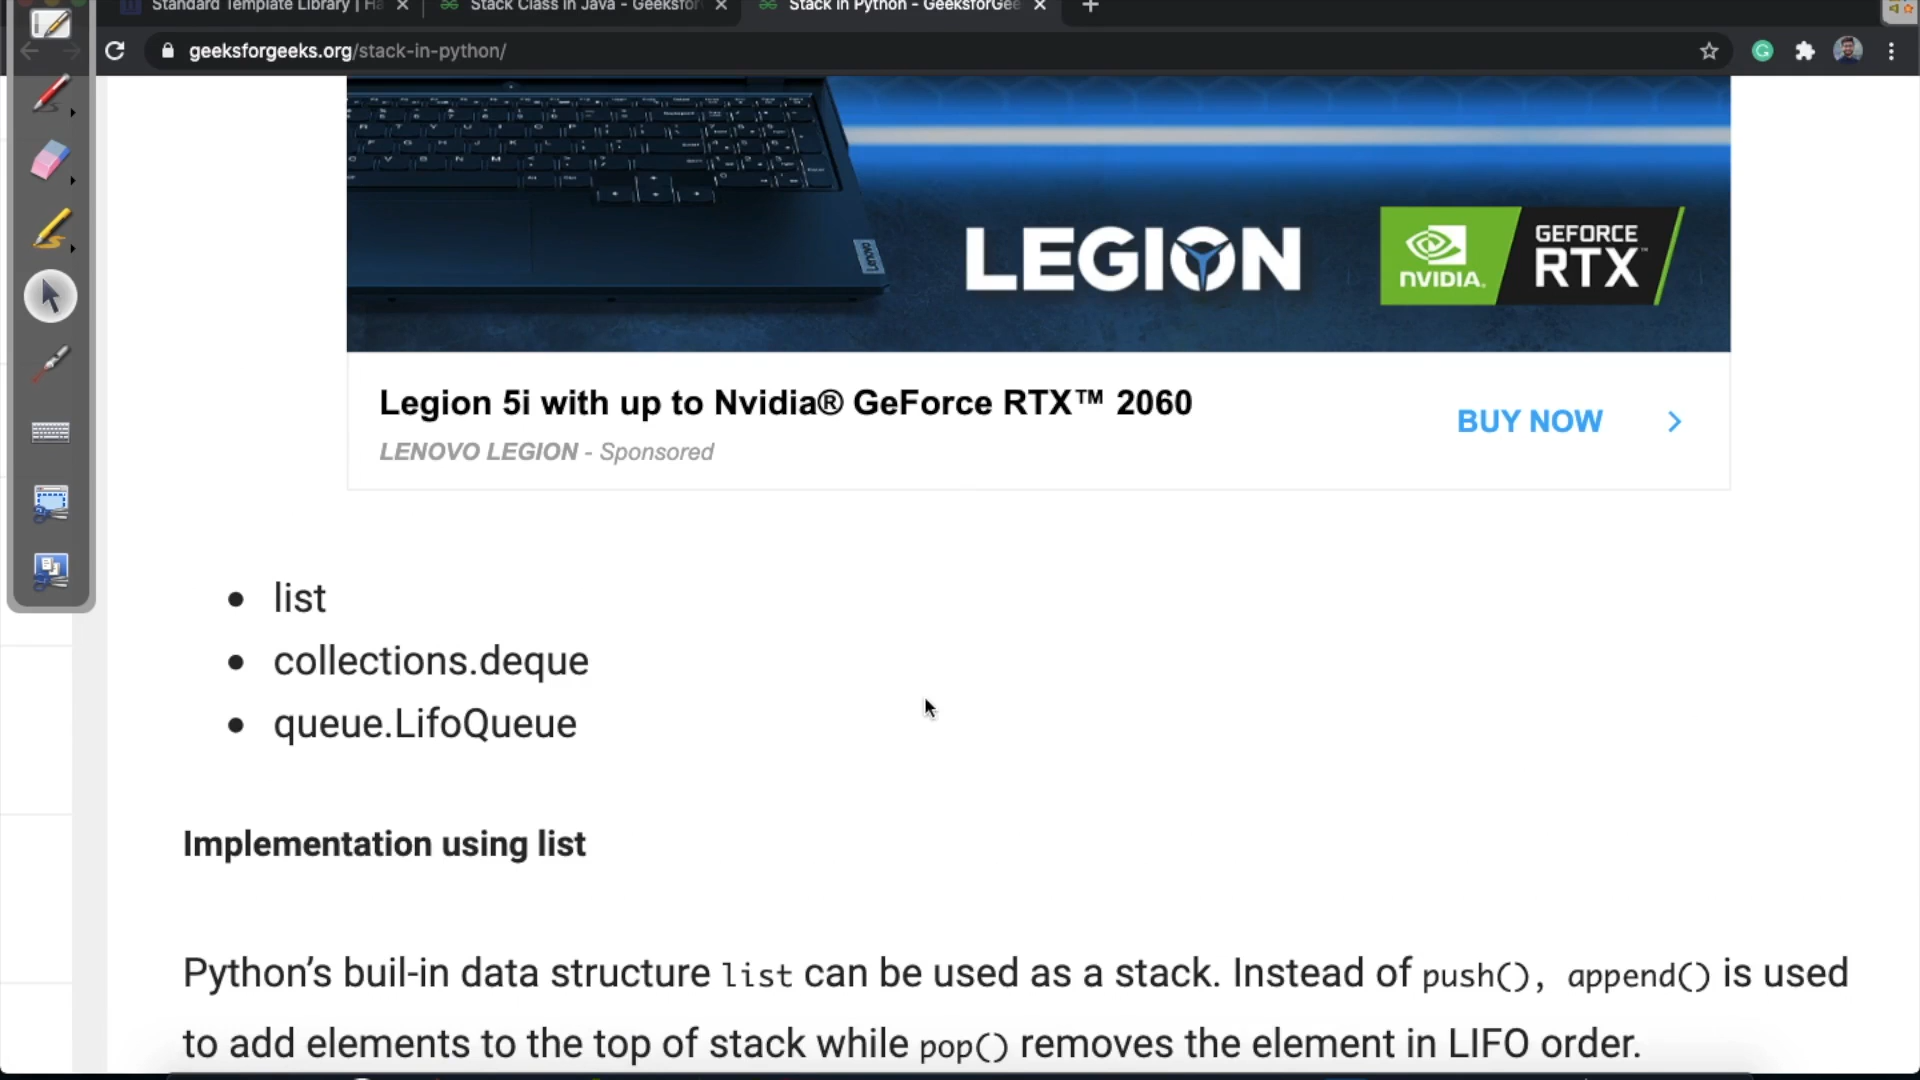 Standard Template Library | Ha
Stack Class in Java - Geeksfor
Stack in Python - GeeksforGee
geeksforgeeks.org/stack-in-python/
LENOVO
LEGION
NVIDIA.
GEFORCE
RTX™
Legion 5i with up to Nvidia® GeForce RTX™ 2060
LENOVO LEGION - Sponsored
BUY NOW
• list
• collections.deque
• queue.LifoQueue
Implementation using list
Python’s buil-in data structure list can be used as a stack. Instead of push(), append() is used
to add elements to the top of stack while pop() removes the element in LIFO order.